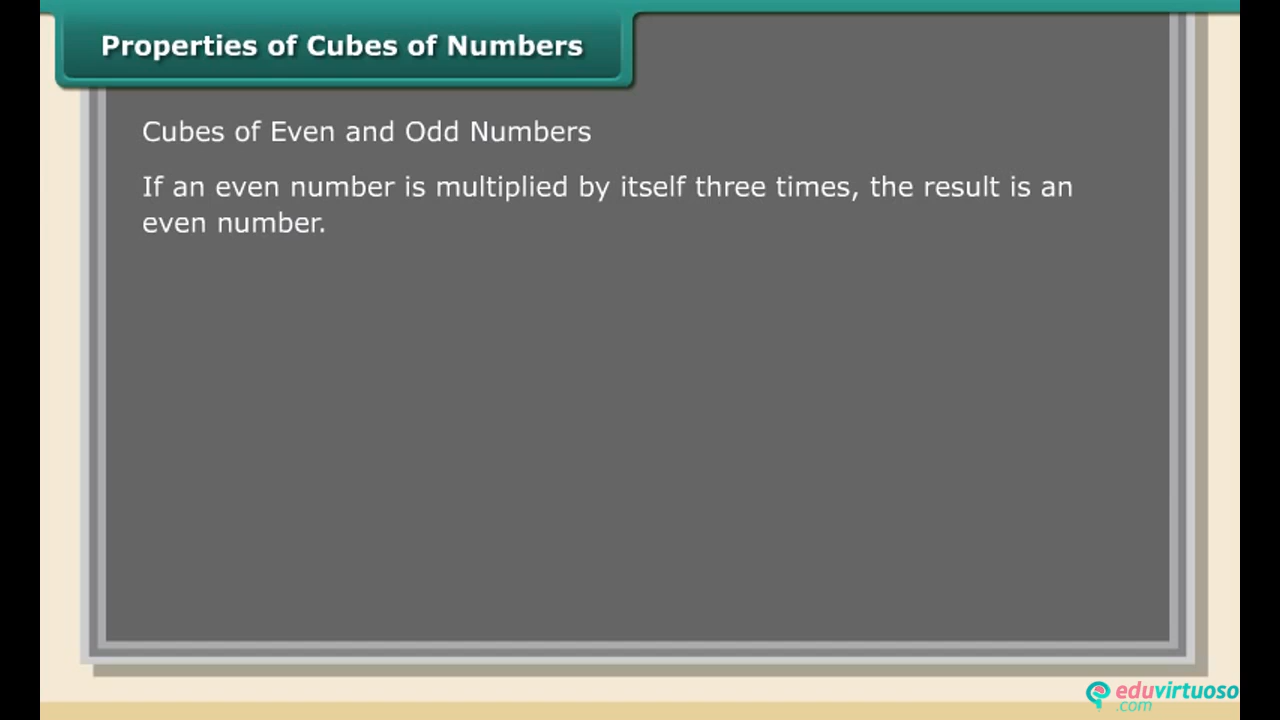 Properties of Cubes of Numbers
Cubes of Even and Odd Numbers
If an even number is multiplied by itself three times, the result is an
even number.
eduvirtuoso
.com